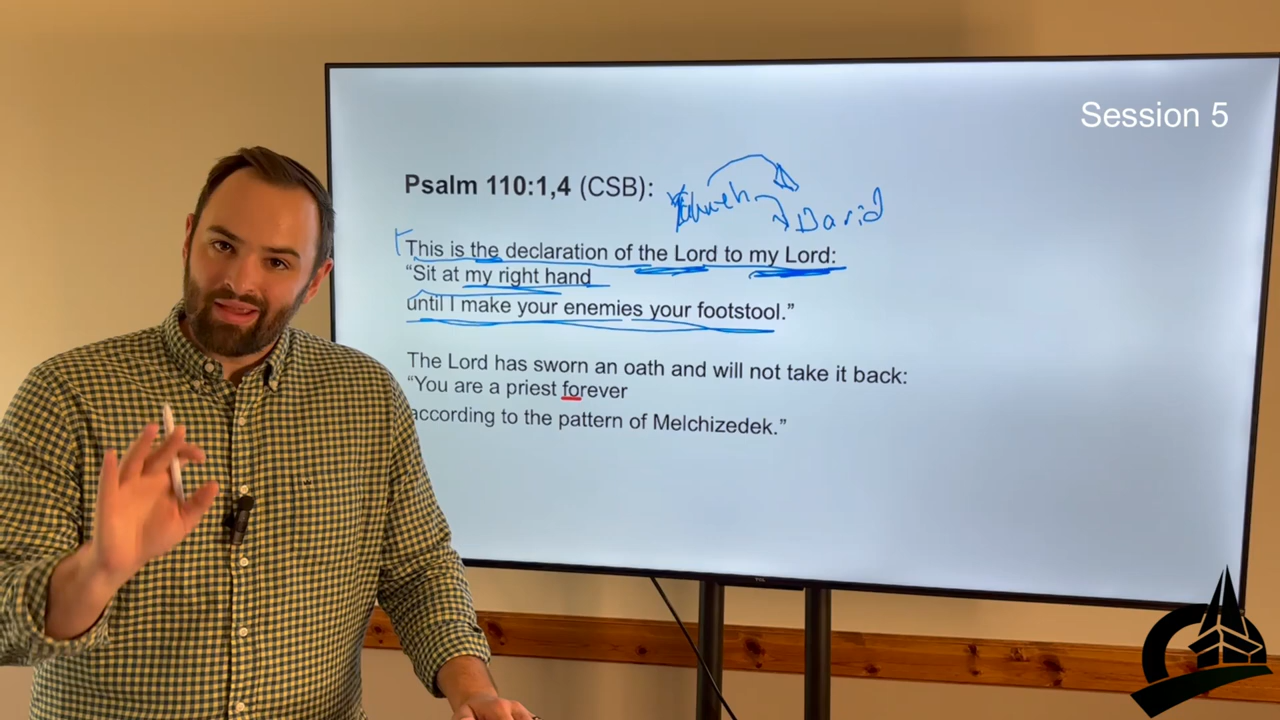 Session 5
Psalm 110:1,4 (CSB):
Yahweh
David
This is the declaration of the Lord to my Lord:
“Sit at my right hand
until I make your enemies your footstool.”
The Lord has sworn an oath and will not take it back:
“You are a priest forever
according to the pattern of Melchizedek.”